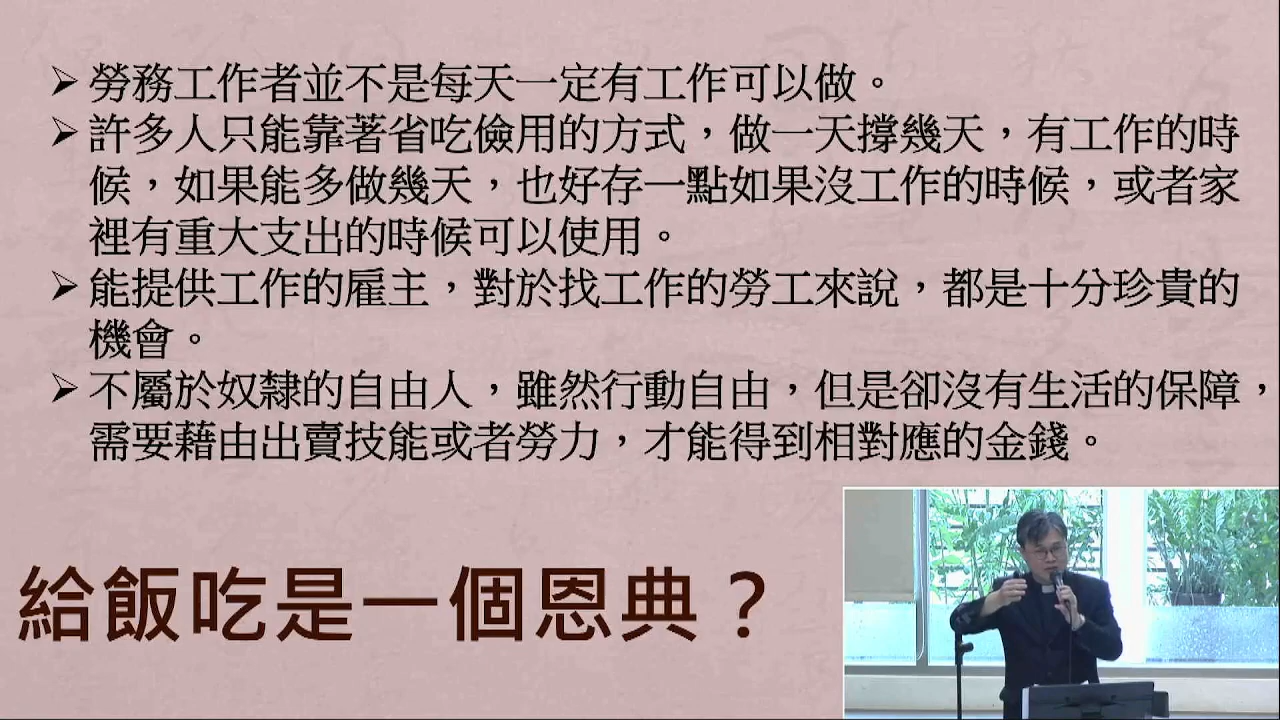 ➢ 勞務工作者並不是每天一定有工作可以做。
➢ 許多人只能靠著省吃儉用的方式，做一天撐幾天，有工作的時
候，如果能多做幾天，也好存一點如果沒工作的時候，或者家
裡有重大支出的時候可以使用。
➢ 能提供工作的雇主，對於找工作的勞工來說，都是十分珍貴的
機會。
➢ 不屬於奴隸的自由人，雖然行動自由，但是卻沒有生活的保障，
需要藉由出賣技能或者勞力，才能得到相對應的金錢。
給飯吃是一個恩典？